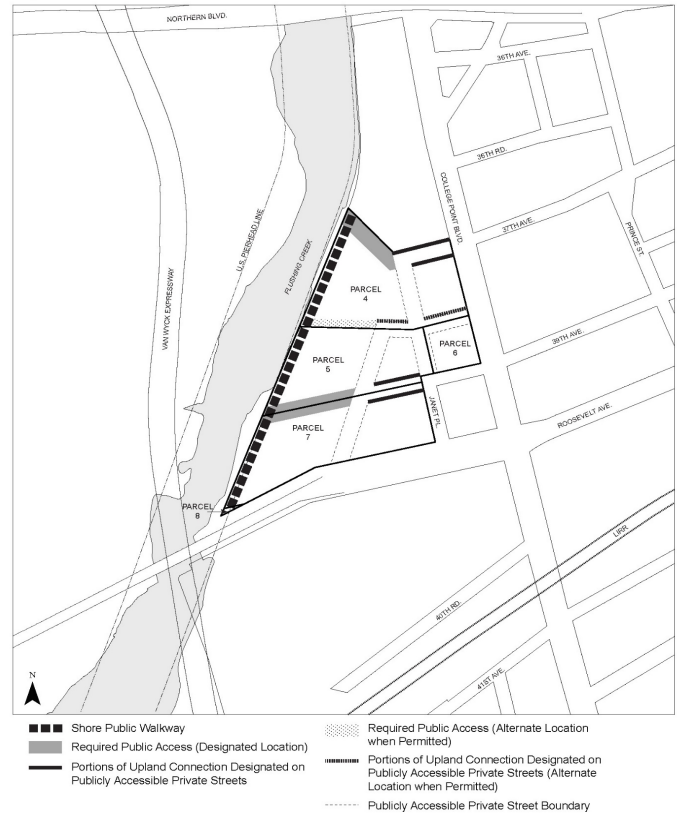 NORTHERN BLVD.
36TH AVE.
36TH RD.
COLLEGE POINT BLVD.
37TH AVE.
PRINCE ST.
U.S. PIERHEAD LINE
FLUSHING CREEK
VAN WYCK EXPRESSWAY
PARCEL
4
39TH AVE.
PARCEL
6
PARCEL
5
ROOSEVELT AVE.
JANET PL.
PARCEL
7
PARCEL
8
LIRR
40TH RD.
41ST AVE.
N
Shore Public Walkway
Required Public Access (Designated Location)
Portions of Upland Connection Designated on
Publicly Accessible Private Streets
Required Public Access (Alternate Location
when Permitted)
Portions of Upland Connection Designated on
Publicly Accessible Private Streets (Alternate
Location when Permitted)
Publicly Accessible Private Street Boundary